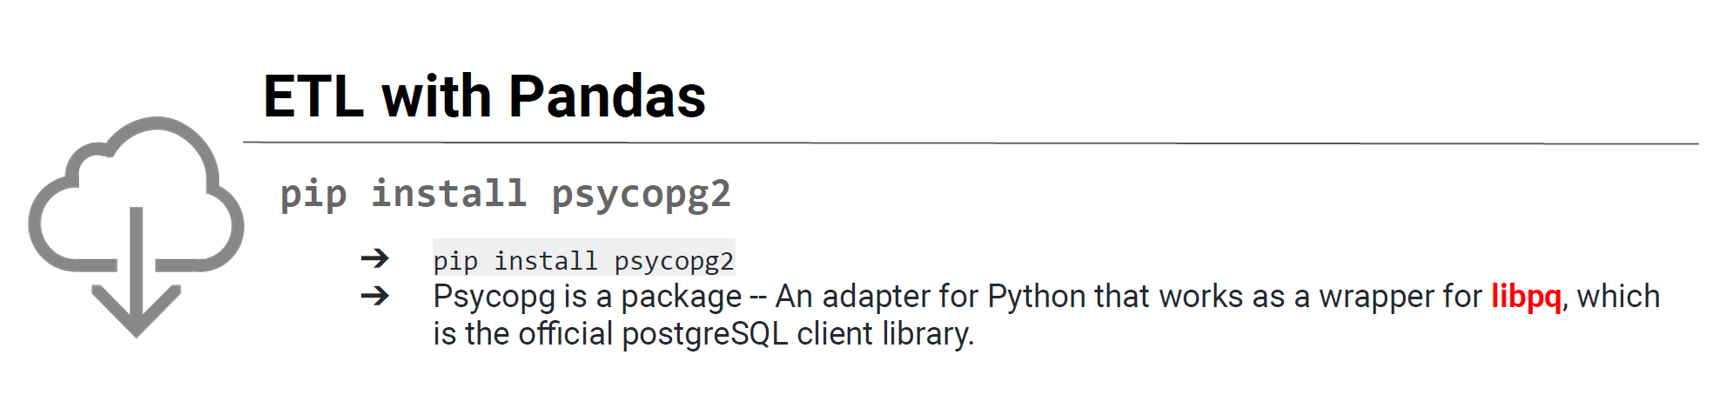 ETL with Pandas
pip install psycopg2
➔ pip install psycopg2
➔ Psycopg is a package -- An adapter for Python that works as a wrapper for libpq, which
is the official postgreSQL client library.